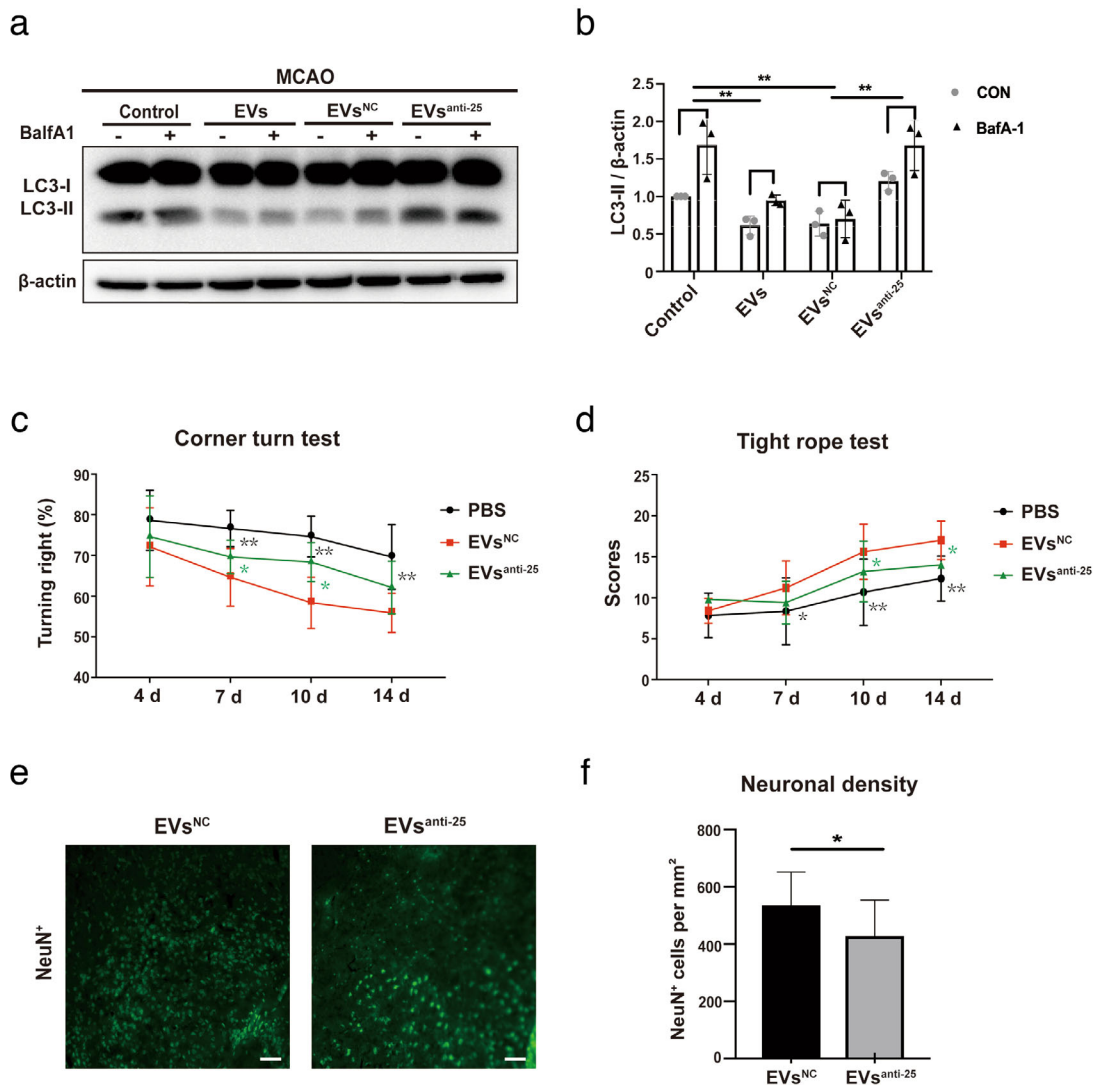 a
MCAO
Control EVs EVsNC EVsanti-25
BalfA1 - + - + - + - +
LC3-I
LC3-II
β-actin
b
LC3-II / β-actin
2.5
2.0
1.5
1.0
0.5
0
** ** **
CON
BafA-1
Control EVs EVsNC EVsanti-25
c
Corner turn test
Turning right (%)
90
80
70
60
50
40
** ** **
* *
4 d 7 d 10 d 14 d
PBS
EVsNC
EVsanti-25
d
Tight rope test
Scores
25
20
15
10
5
0
* *
* ** **
4 d 7 d 10 d 14 d
PBS
EVsNC
EVsanti-25
e
EVsNC EVsanti-25
NeuN+
f
Neuronal density
NeuN+ cells per mm2
800
600
400
200
0
*
EVsNC EVsanti-25